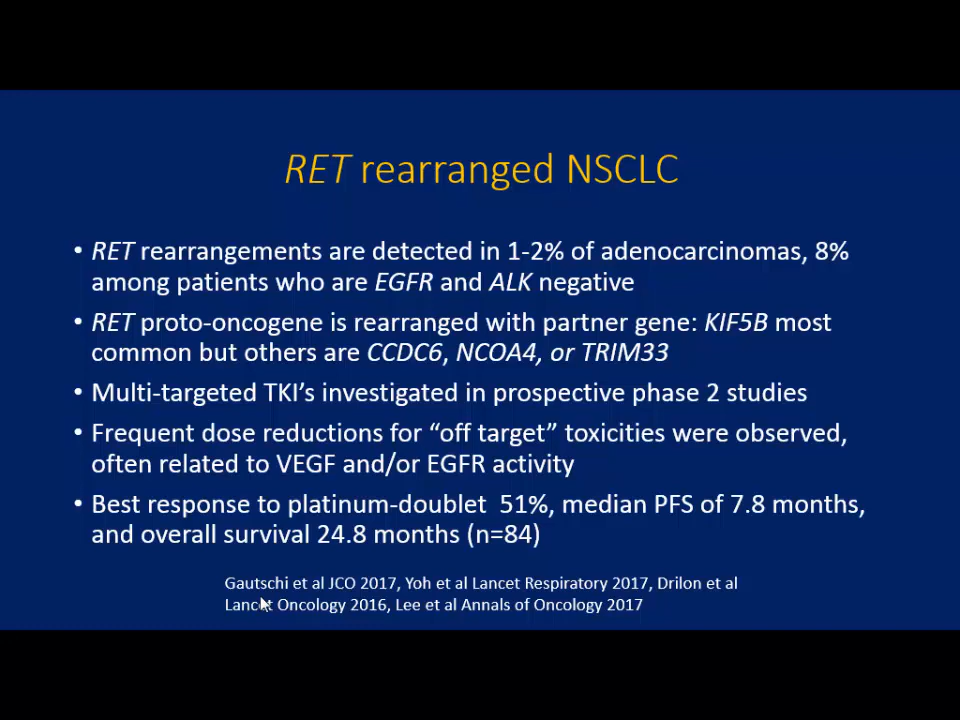 RET rearranged NSCLC
• RET rearrangements are detected in 1-2% of adenocarcinomas, 8%
among patients who are EGFR and ALK negative
• RET proto-oncogene is rearranged with partner gene: KIF5B most
common but others are CCDC6, NCOA4, or TRIM33
• Multi-targeted TKI’s investigated in prospective phase 2 studies
• Frequent dose reductions for “off target” toxicities were observed,
often related to VEGF and/or EGFR activity
• Best response to platinum-doublet  51%, median PFS of 7.8 months,
and overall survival 24.8 months (n=84)
Gautschi et al JCO 2017, Yoh et al Lancet Respiratory 2017, Drilon et al
Lancet Oncology 2016, Lee et al Annals of Oncology 2017